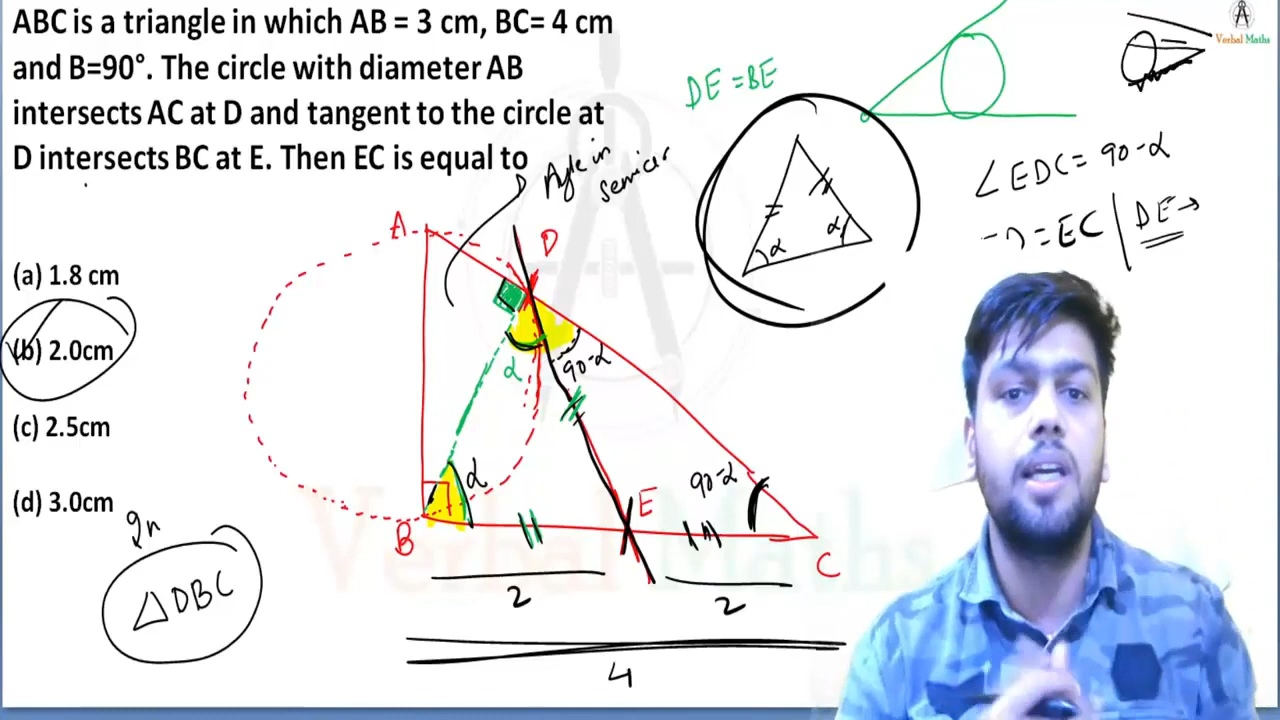 ABC is a triangle in which AB = 3 cm, BC= 4 cm
and B=90°. The circle with diameter AB
intersects AC at D and tangent to the circle at
D intersects BC at E. Then EC is equal to
(a) 1.8 cm
(b) 2.0cm
(c) 2.5cm
(d) 3.0cm
In
△DBC
DE = BE
Verbal Maths
Angle in
α
α
∠EDC = 90-α
= EC | DE →
A
D
α
90-α
α
90-α
E
B
C
2
2
4
Verbal Maths